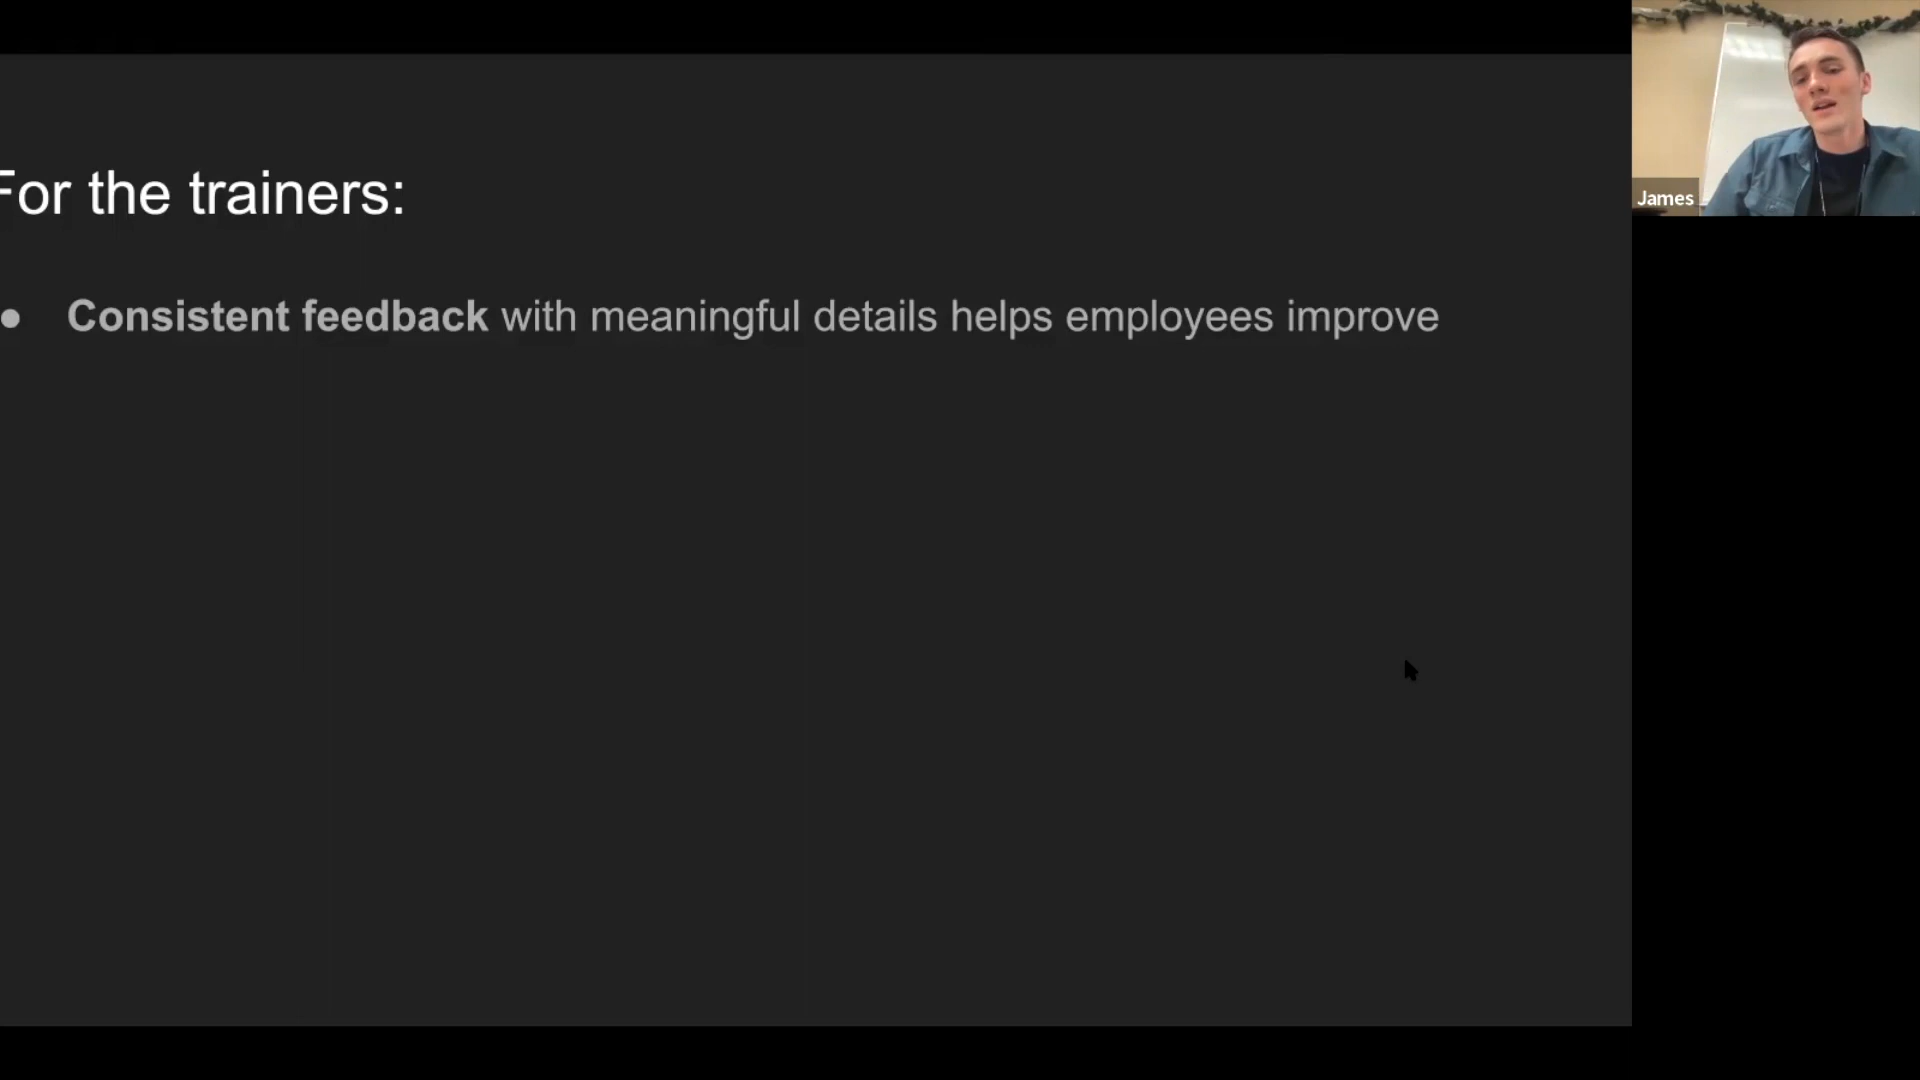 For the trainers:
● Consistent feedback with meaningful details helps employees improve
James